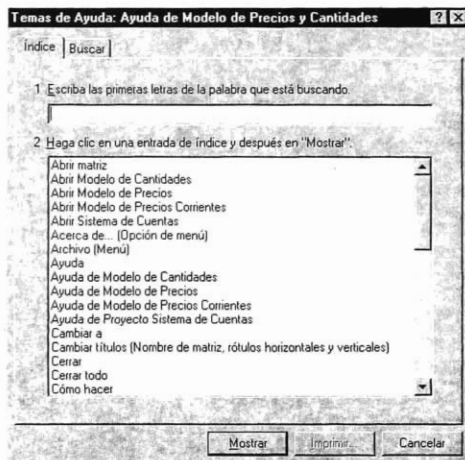 Temas de Ayuda: Ayuda de Modelo de Precios y Cantidades
Índice
Buscar
1 Escriba las primeras letras de la palabra que está buscando.
2 Haga clic en una entrada de índice y después en "Mostrar".
Abrir matriz
Abrir Modelo de Cantidades
Abrir Modelo de Precios
Abrir Modelo de Precios Corrientes
Abrir Sistema de Cuentas
Acerca de... (Opción de menú)
Archivo (Menú)
Ayuda
Ayuda de Modelo de Cantidades
Ayuda de Modelo de Precios
Ayuda de Modelo de Precios Corrientes
Ayuda de Proyecto Sistema de Cuentas
Cambiar a
Cambiar títulos (Nombre de matriz, rótulos horizontales y verticales)
Cerrar
Cerrar todo
Cómo hacer
Mostrar
Imprimir...
Cancelar